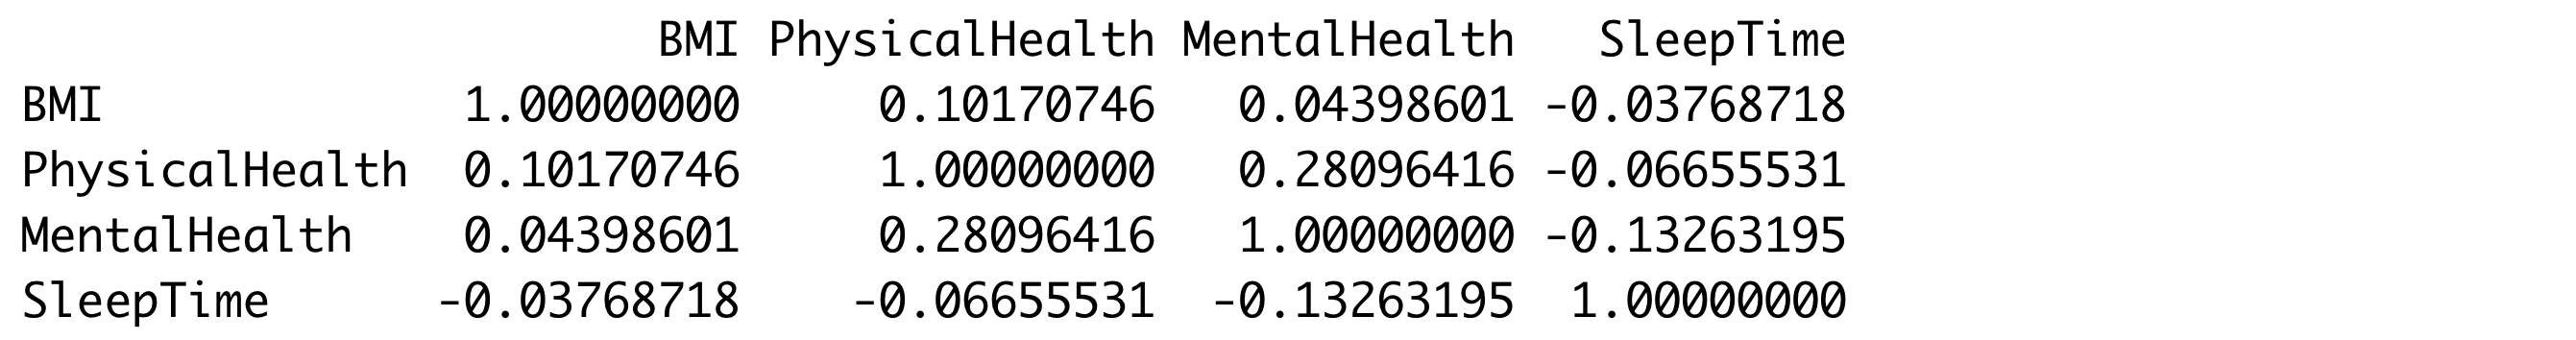 BMI PhysicalHealth MentalHealth SleepTime
BMI 1.00000000 0.10170746 0.04398601 -0.03768718
PhysicalHealth 0.10170746 1.00000000 0.28096416 -0.06655531
MentalHealth 0.04398601 0.28096416 1.00000000 -0.13263195
SleepTime -0.03768718 -0.06655531 -0.13263195 1.00000000